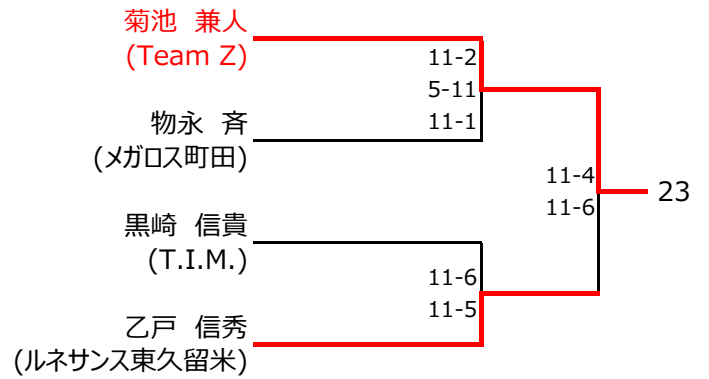 菊池 兼人
(Team Z)
11-2
5-11
11-1
物永 斉
(メガロス町田)
11-4
11-6
23
黒崎 信貴
(T.I.M.)
11-6
11-5
乙戸 信秀
(ルネサンス東久留米)